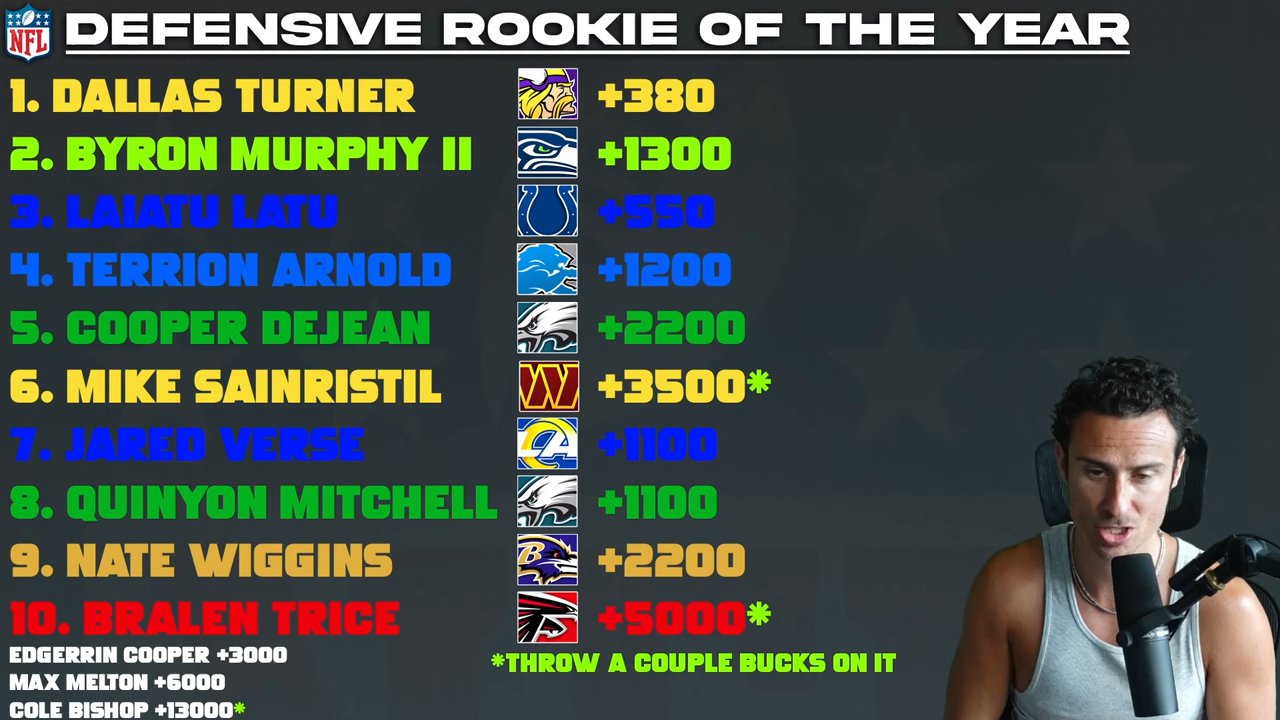 NFL
DEFENSIVE ROOKIE OF THE YEAR
1. DALLAS TURNER +380
2. BYRON MURPHY II +1300
3. LAIATU LATU +550
4. TERRION ARNOLD +1200
5. COOPER DEJEAN +2200
6. MIKE SAINRISTIL W +3500*
7. JARED VERSE LA +1100
8. QUINYON MITCHELL +1100
9. NATE WIGGINS B +2200
10. BRALEN TRICE +5000*
EDGERRIN COOPER +3000
MAX MELTON +6000
COLE BISHOP +13000*
*THROW A COUPLE BUCKS ON IT